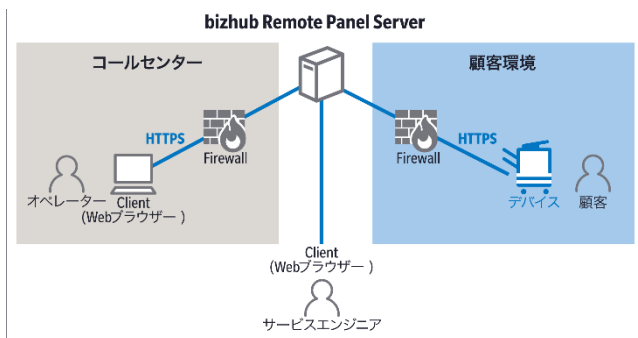 bizhub Remote Panel Server
コールセンター
顧客環境
HTTPS
Firewall
Firewall
HTTPS
オペレーター
Client
(Webブラウザー )
デバイス
顧客
Client
(Webブラウザー )
サービスエンジニア